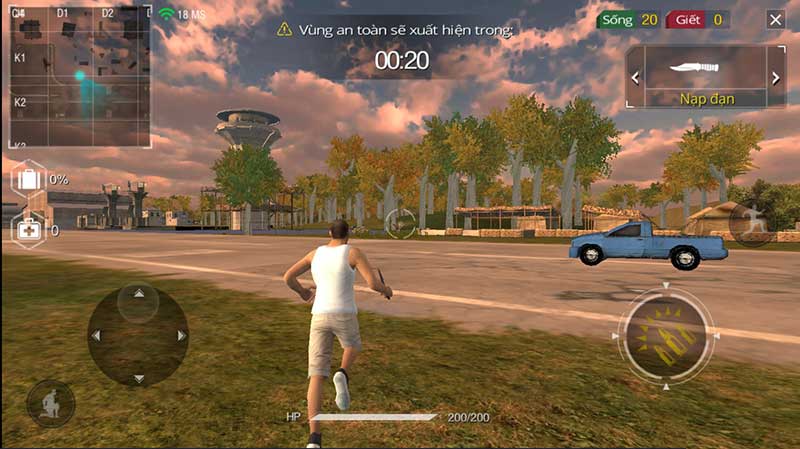 D1
D2
18 MS
K1
K2
Vùng an toàn sẽ xuất hiện trong:
00:20
Sống 20 Giết 0
Nạp đạn
0%
0
HP 200/200